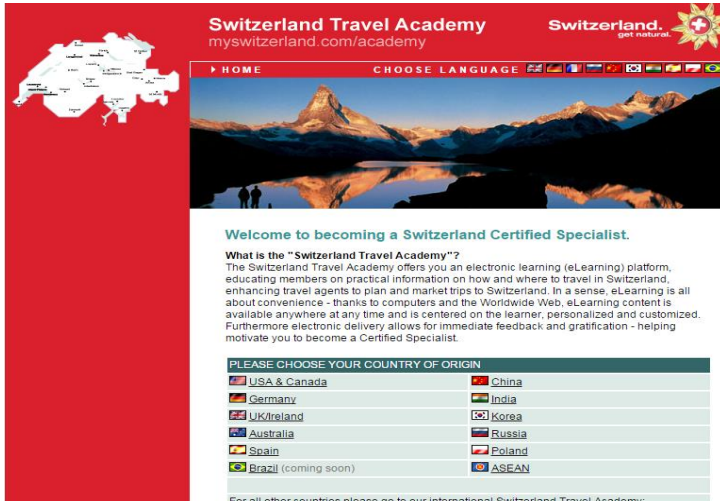 Switzerland Travel Academy
myswitzerland.com/academy
Switzerland.
get natural.
HOME
CHOOSE LANGUAGE
Welcome to becoming a Switzerland Certified Specialist.
What is the "Switzerland Travel Academy"?
The Switzerland Travel Academy offers you an electronic learning (eLearning) platform,
educating members on practical information on how and where to travel in Switzerland,
enhancing travel agents to plan and market trips to Switzerland. In a sense, eLearning is all
about convenience - thanks to computers and the Worldwide Web, eLearning content is
available anywhere at any time and is centered on the learner, personalized and customized.
Furthermore electronic delivery allows for immediate feedback and gratification - helping
motivate you to become a Certified Specialist.
PLEASE CHOOSE YOUR COUNTRY OF ORIGIN
USA & Canada
China
Germany
India
UK/Ireland
Korea
Australia
Russia
Spain
Poland
Brazil (coming soon)
ASEAN
For all other countries please go to our international Switzerland Travel Academy: